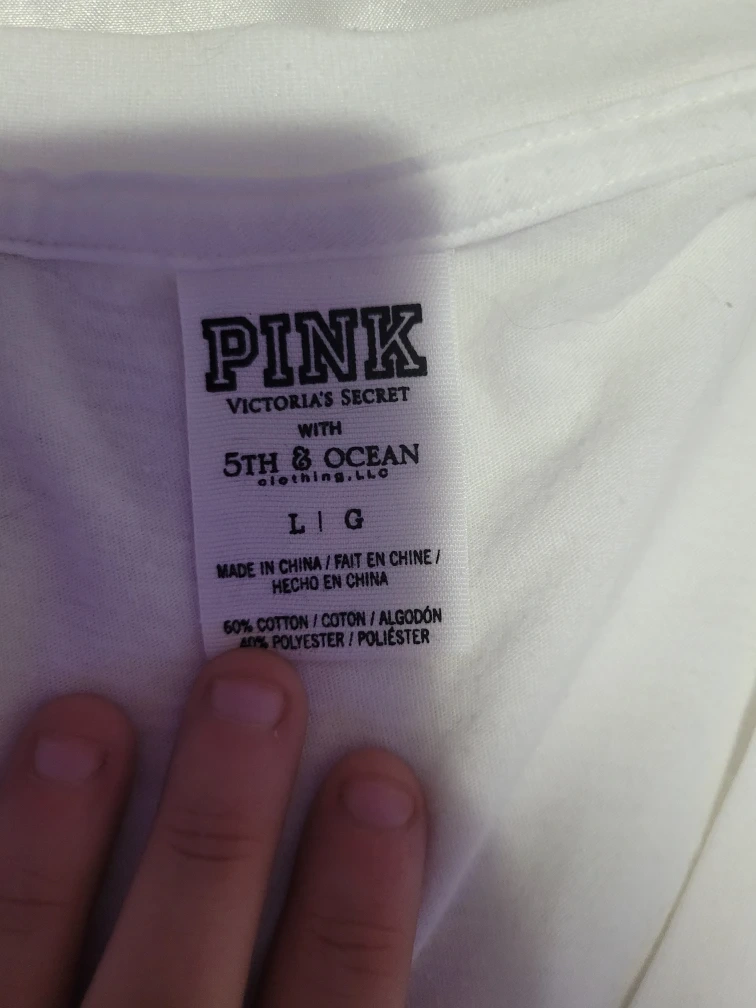 PINK
VICTORIA'S SECRET
WITH
5TH & OCEAN
clothing, LLC
L | G
MADE IN CHINA / FAIT EN CHINE /
HECHO EN CHINA
60% COTTON / COTON / ALGODÓN
40% POLYESTER / POLIÉSTER